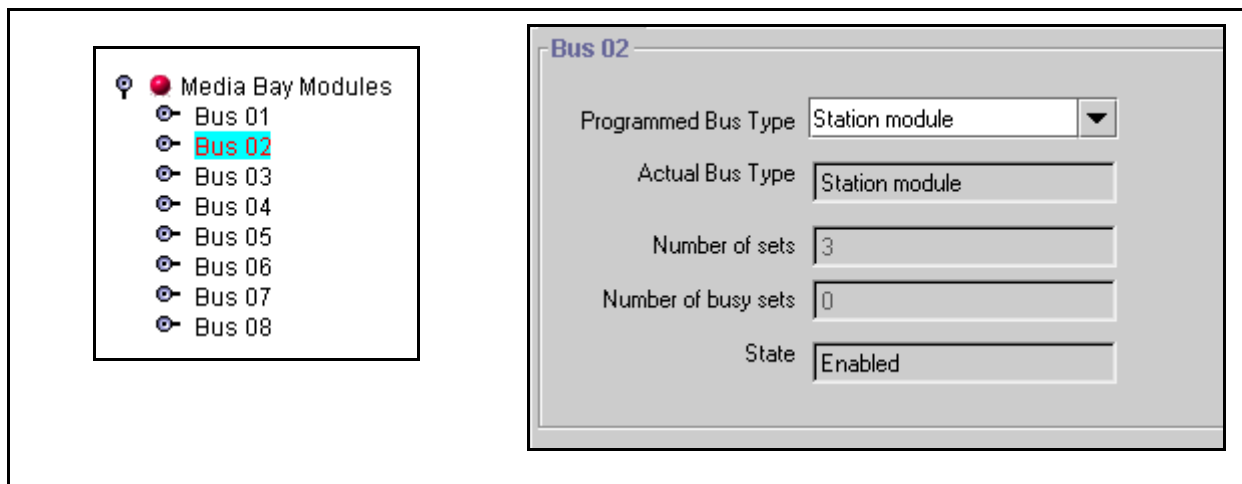 Media Bay Modules
Bus 01
Bus 02
Bus 03
Bus 04
Bus 05
Bus 06
Bus 07
Bus 08
Bus 02
Programmed Bus Type Station module
Actual Bus Type Station module
Number of sets 3
Number of busy sets 0
State Enabled